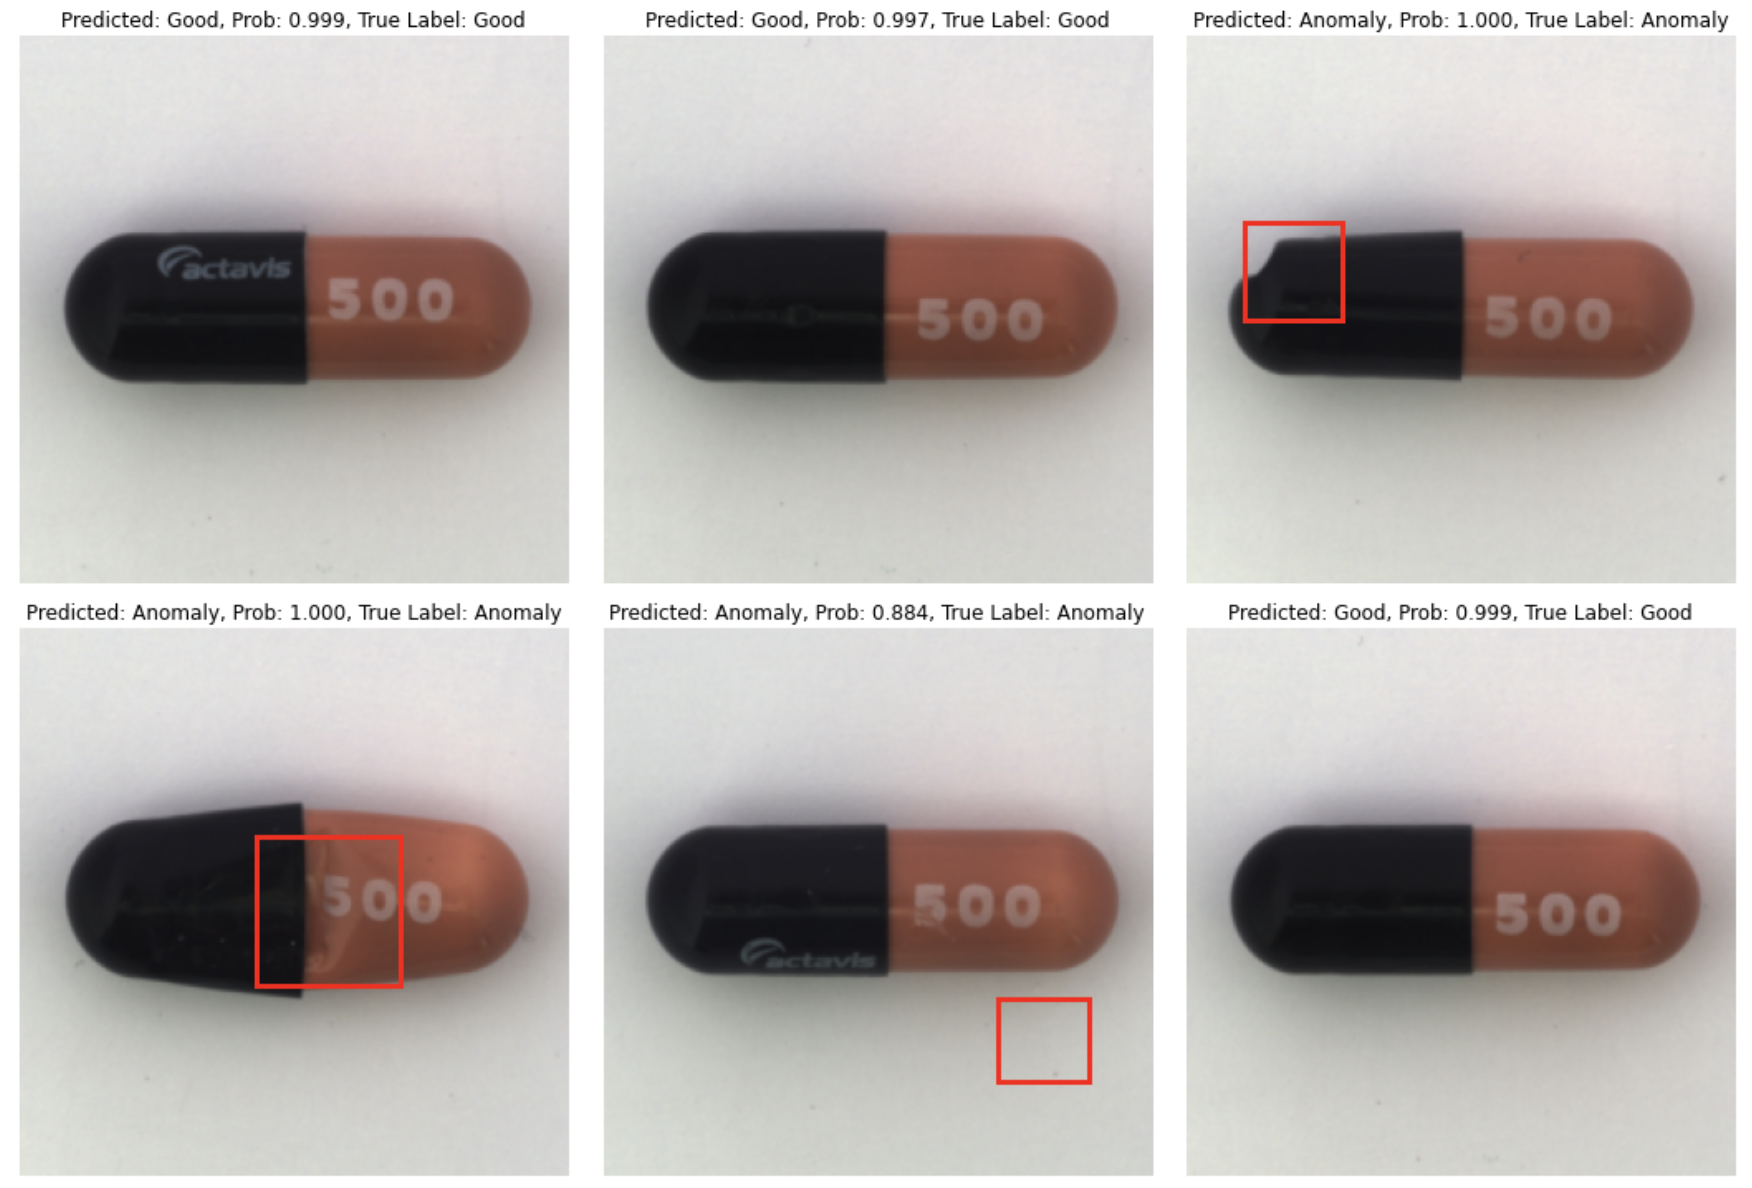 Predicted: Good, Prob: 0.999, True Label: Good
Predicted: Good, Prob: 0.997, True Label: Good
Predicted: Anomaly, Prob: 1.000, True Label: Anomaly
actavis
500
500
500
Predicted: Anomaly, Prob: 1.000, True Label: Anomaly
Predicted: Anomaly, Prob: 0.884, True Label: Anomaly
Predicted: Good, Prob: 0.999, True Label: Good
500
500
actavis
500